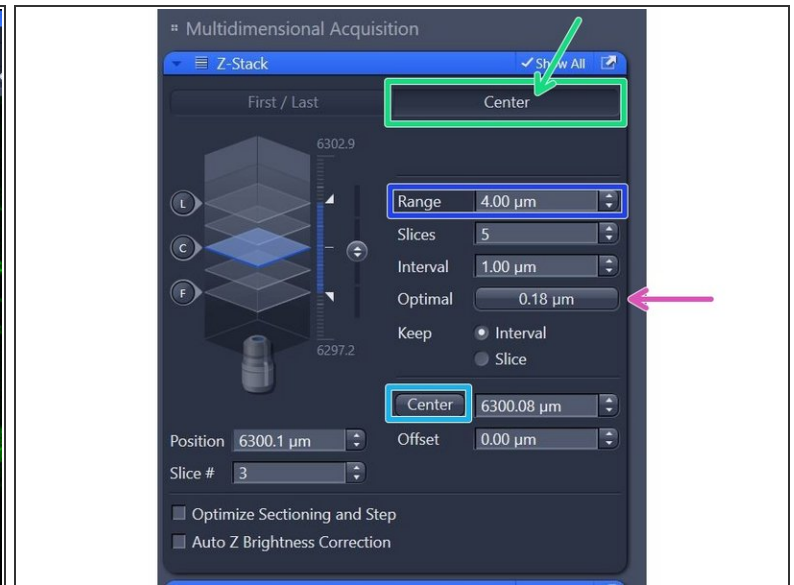 Multidimensional Acquisition
Z-Stack Show All
First / Last Center
6302.9
L
Range 4.00 µm
Slices 5
C
Interval 1.00 µm
F
Optimal 0.18 µm
Keep Interval
6297.2
Slice
Center 6300.08 µm
Position 6300.1 µm Offset 0.00 µm
Slice # 3
Optimize Sectioning and Step
Auto Z Brightness Correction